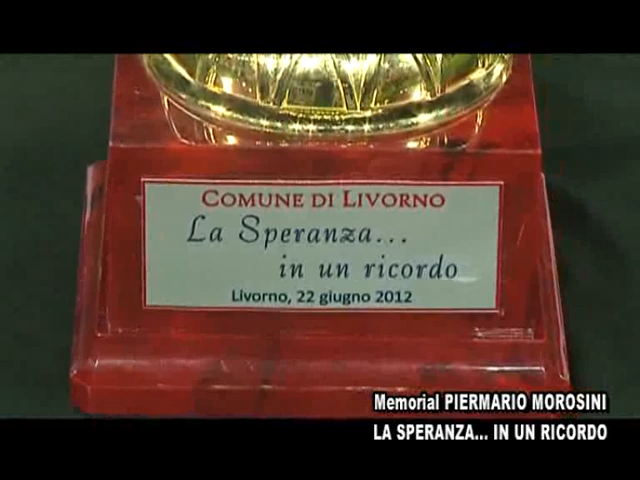 COMUNE DI LIVORNO
La Speranza...
in un ricordo
Livorno, 22 giugno 2012
Memorial PIERMARIO MOROSINI
LA SPERANZA... IN UN RICORDO